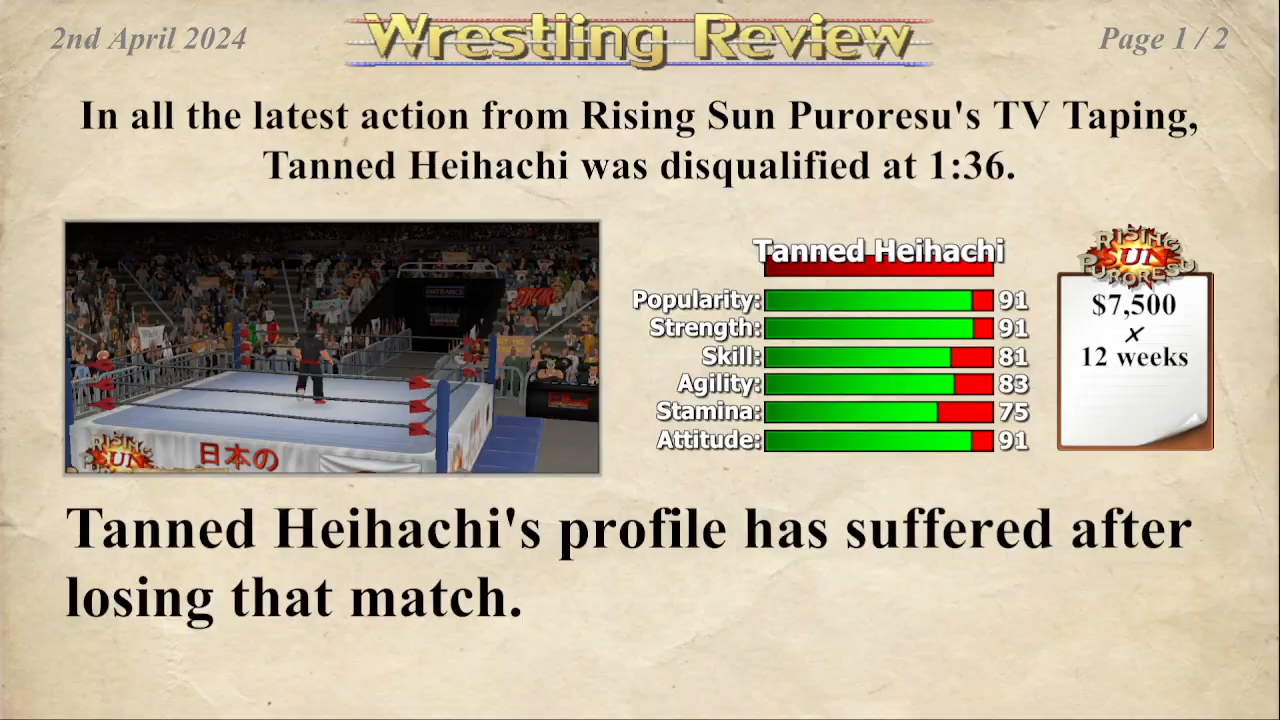 2nd April 2024
Wrestling Review
Page 1 / 2
In all the latest action from Rising Sun Puroresu's TV Taping,
Tanned Heihachi was disqualified at 1:36.
ENTRANCE
RISING
SUN
日本の
Tanned Heihachi
Popularity: 91
Strength: 91
Skill: 81
Agility: 83
Stamina: 75
Attitude: 91
RISING
SUN
PURORESU
$7,500
x
12 weeks
Tanned Heihachi's profile has suffered after
losing that match.